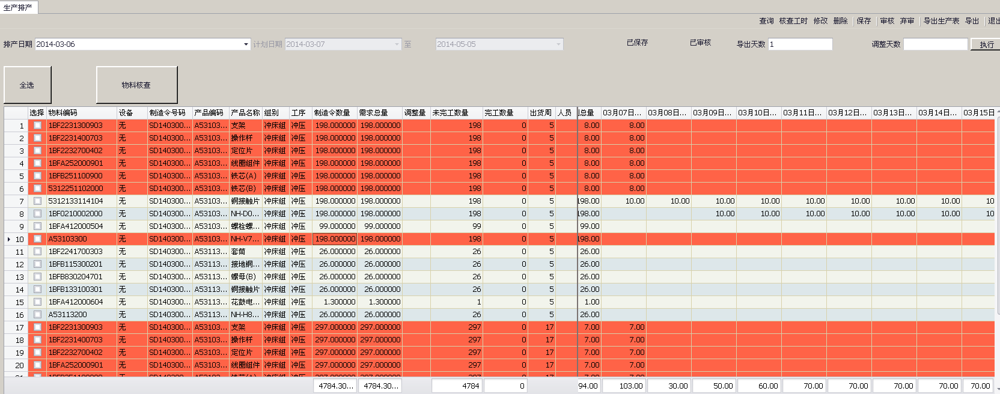 生产排产
查询 核查工时 修改 删除 保存 审核 弃审 导出生产表 导出 退出
排产日期 2014-03-06 计划日期 2014-03-07 至 2014-05-05 已保存 已审核 导出天数 1 调整天数 执行
全选 物料核查
选择 物料编码 设备 制造令号码 产品编码 产品名称 组别 工序 制造令数量 需求总量 调整量 未完工数量 完工数量 出货周 人员 总量 03月07日... 03月08日... 03月09日... 03月10日... 03月11日... 03月12日... 03月13日... 03月14日... 03月15日
1 1BF2231300903 无 SD140300... A53103... 支架 冲床组 冲压 198.000000 198.000000 198 0 5 8.00 8.00
2 1BF2231400703 无 SD140300... A53103... 操作杆 冲床组 冲压 198.000000 198.000000 198 0 5 8.00 8.00
3 1BF2232700402 无 SD140300... A53103... 定位片 冲床组 冲压 198.000000 198.000000 198 0 5 8.00 8.00
4 1BFA252000901 无 SD140300... A53103... 线圈组件 冲床组 冲压 198.000000 198.000000 198 0 5 8.00 8.00
5 1BFB251100900 无 SD140300... A53103... 铁芯(A) 冲床组 冲压 198.000000 198.000000 198 0 5 8.00 8.00
6 5312251102000 无 SD140300... A53103... 铁芯(B) 冲床组 冲压 198.000000 198.000000 198 0 5 8.00 8.00
7 5312133114104 无 SD140300... A53103... 铜接触片 冲床组 冲压 198.000000 198.000000 198 0 5 198.00 10.00 10.00 10.00 10.00 10.00 10.00 10.00 10.00 10
8 1BF0210002000 无 SD140300... A53103... NH-D0... 冲床组 冲压 198.000000 198.000000 198 0 5 198.00 10.00 10.00 10.00 10.00 10.00 10.00 10
9 1BFA412000504 无 SD140300... A53103... 螺栓螺... 冲床组 冲压 99.000000 99.000000 99 0 5 99.00
10 A53103300 无 SD140300... A53103... NH-V7... 冲床组 冲压 198.000000 198.000000 198 0 5 198.00
11 1BF2241700303 无 SD140300... A53113... 套筒 冲床组 冲压 26.000000 26.000000 26 0 5 26.00
12 1BFB115300201 无 SD140300... A53113... 接地铜... 冲床组 冲压 26.000000 26.000000 26 0 5 26.00
13 1BFB830204701 无 SD140300... A53113... 螺母(B) 冲床组 冲压 26.000000 26.000000 26 0 5 26.00
14 1BFB133100301 无 SD140300... A53113... 铜接触片 冲床组 冲压 26.000000 26.000000 26 0 5 26.00
15 1BFA412000604 无 SD140300... A53113... 花鼓电... 冲床组 冲压 1.300000 1.300000 1 0 5 1.00
16 A53113200 无 SD140300... A53113... NH-H8... 冲床组 冲压 26.000000 26.000000 26 0 5 26.00
17 1BF2231300903 无 SD140300... A53103... 支架 冲床组 冲压 297.000000 297.000000 297 0 17 7.00 7.00
18 1BF2231400703 无 SD140300... A53103... 操作杆 冲床组 冲压 297.000000 297.000000 297 0 17 7.00 7.00
19 1BF2232700402 无 SD140300... A53103... 定位片 冲床组 冲压 297.000000 297.000000 297 0 17 7.00 7.00
20 1BFA252000901 无 SD140300... A53103... 线圈组件 冲床组 冲压 297.000000 297.000000 297 0 17 7.00 7.00
4784.30... 4784.30... 4784 0 94.00 103.00 30.00 50.00 60.00 70.00 70.00 70.00 70.00 70.00